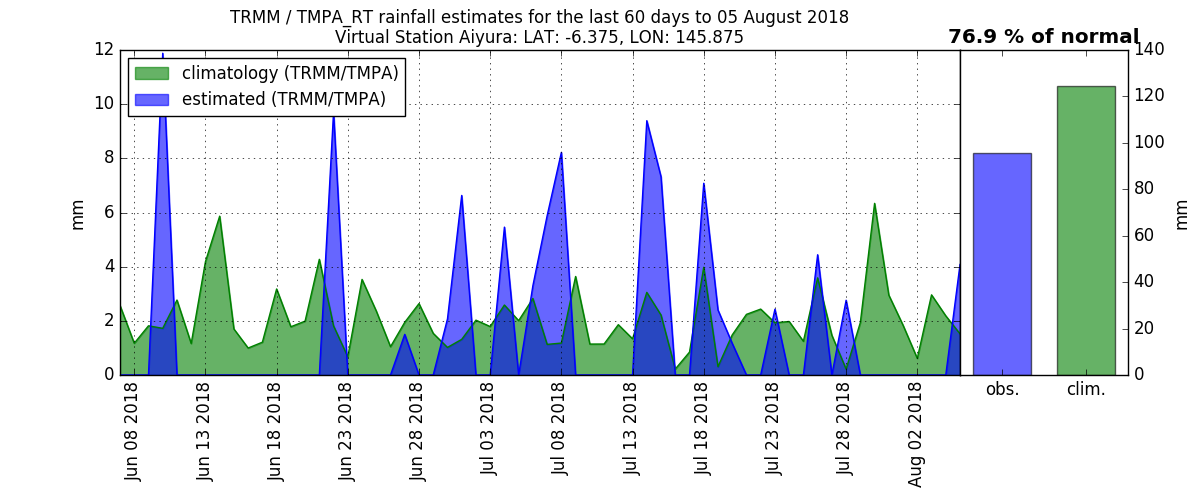 TRMM / TMPA_RT rainfall estimates for the last 60 days to 05 August 2018
Virtual Station Aiyura: LAT: -6.375, LON: 145.875
76.9 % of normal
climatology (TRMM/TMPA)
estimated (TRMM/TMPA)
12
10
8
6
4
2
0
mm
Jun 08 2018
Jun 13 2018
Jun 18 2018
Jun 23 2018
Jun 28 2018
Jul 03 2018
Jul 08 2018
Jul 13 2018
Jul 18 2018
Jul 23 2018
Jul 28 2018
Aug 02 2018
obs.
clim.
140
120
100
80
60
40
20
0
mm